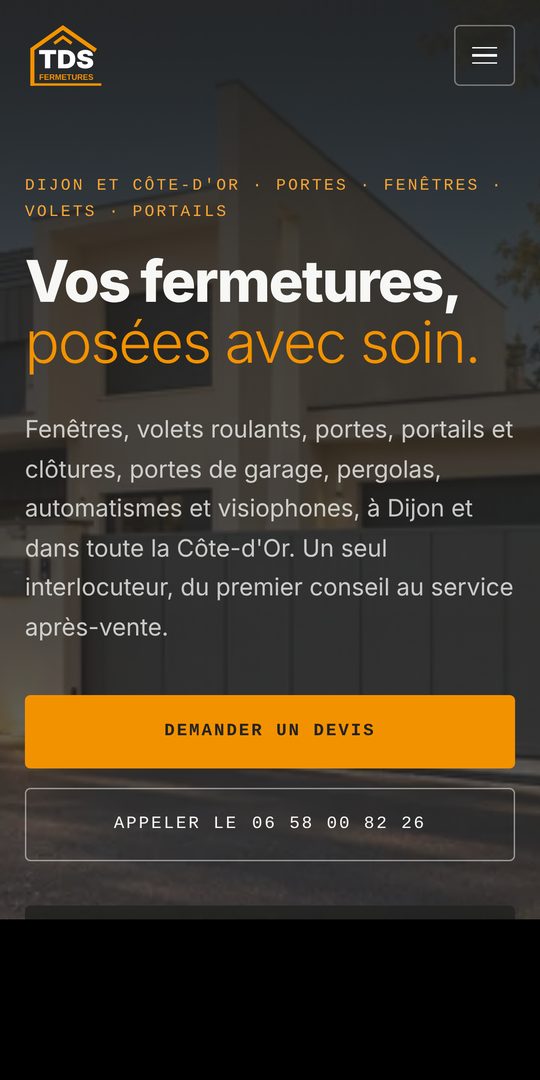 TDS
FERMETURES
DIJON ET CÔTE-D'OR · PORTES · FENÊTRES ·
VOLETS · PORTAILS
Vos fermetures,
posées avec soin.
Fenêtres, volets roulants, portes, portails et
clôtures, portes de garage, pergolas,
automatismes et visiophones, à Dijon et
dans toute la Côte-d'Or. Un seul
interlocuteur, du premier conseil au service
après-vente.
DEMANDER UN DEVIS
APPELER LE 06 58 00 82 26